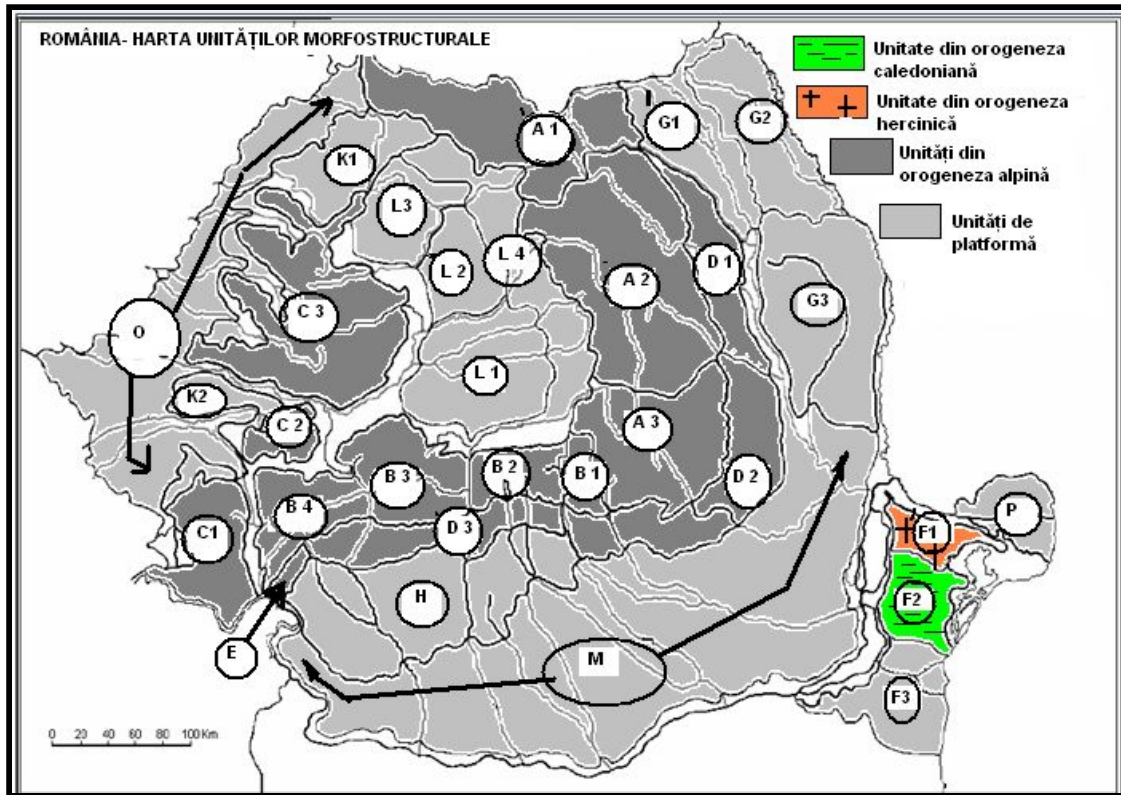 ROMÂNIA- HARTA UNITĂȚILOR MORFOSTRUCTURALE
Unitate din orogeneza
caledoniană
Unitate din orogeneza
hercinică
Unități din
orogeneza alpină
Unități de
platformă
A 1
G1
G2
K1
L3
L 4
L 2
D 1
A 2
C 3
G3
O
L 1
K2
C 2
A 3
B 3
B 2
B 1
D 2
B 4
D 3
C1
F1
P
H
F2
E
M
F3
0 20 40 60 80 100 Km